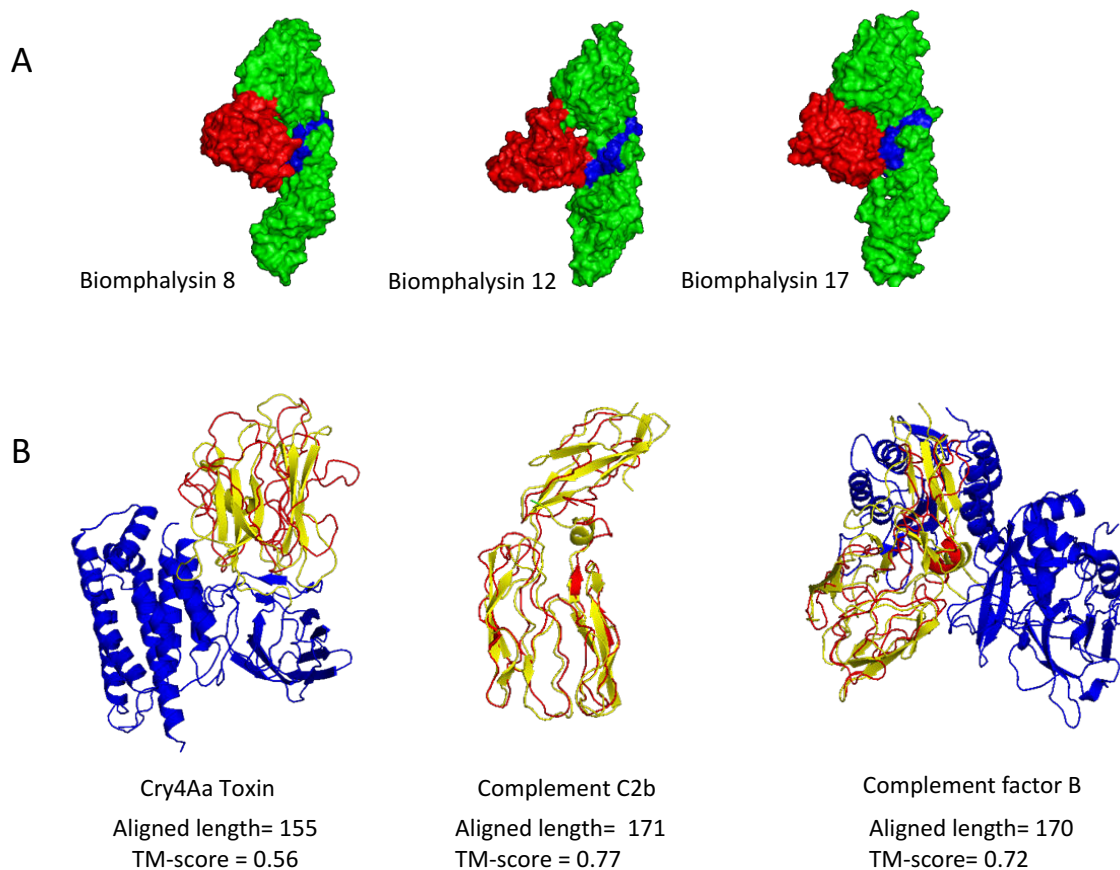 A
Biomphalysin 8
Biomphalysin 12
Biomphalysin 17
B
Cry4Aa Toxin
Aligned length= 155
TM-score = 0.56
Complement C2b
Aligned length=  171
TM-score = 0.77
Complement factor B
Aligned length= 170
TM-score= 0.72